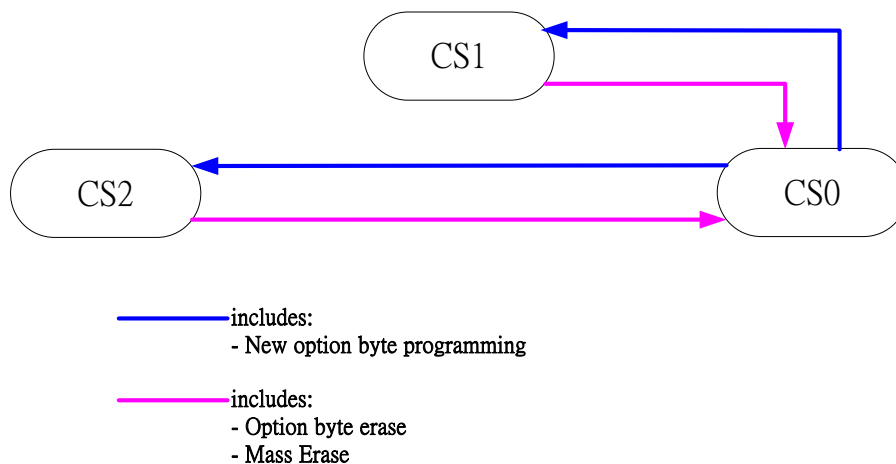 CS1
CS2
CS0
includes:
- New option byte programming
includes:
- Option byte erase
- Mass Erase